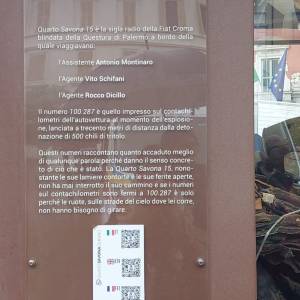 Quarto Savona 15 è la sigla radio della Fiat Croma
blindata della Questura di Palermo a bordo della
quale viaggiavano:
l'Assistente Antonio Montinaro
l'Agente Vito Schifani
l'Agente Rocco Dicillo
Il numero 100 287 è quello impresso sul contachi-
lometri dell'autovettura al momento dell'esplosio-
ne, lanciata a trecento metri di distanza dalla deto-
nazione di 500 chili di tritolo.
Questi numeri raccontano quanto accaduto meglio
di qualunque parola perché danno il senso concre-
to di ciò che è stato. La Quarto Savona 15, nono-
stante le sue lamiere contorte e le sue ferite aperte,
non ha mai interrotto il suo cammino e se i nume-
ri sul contachilometri sono fermi a 100 287 è solo
perché le ruote, sulle strade del cielo dove lei corre,
non hanno bisogno di girare.